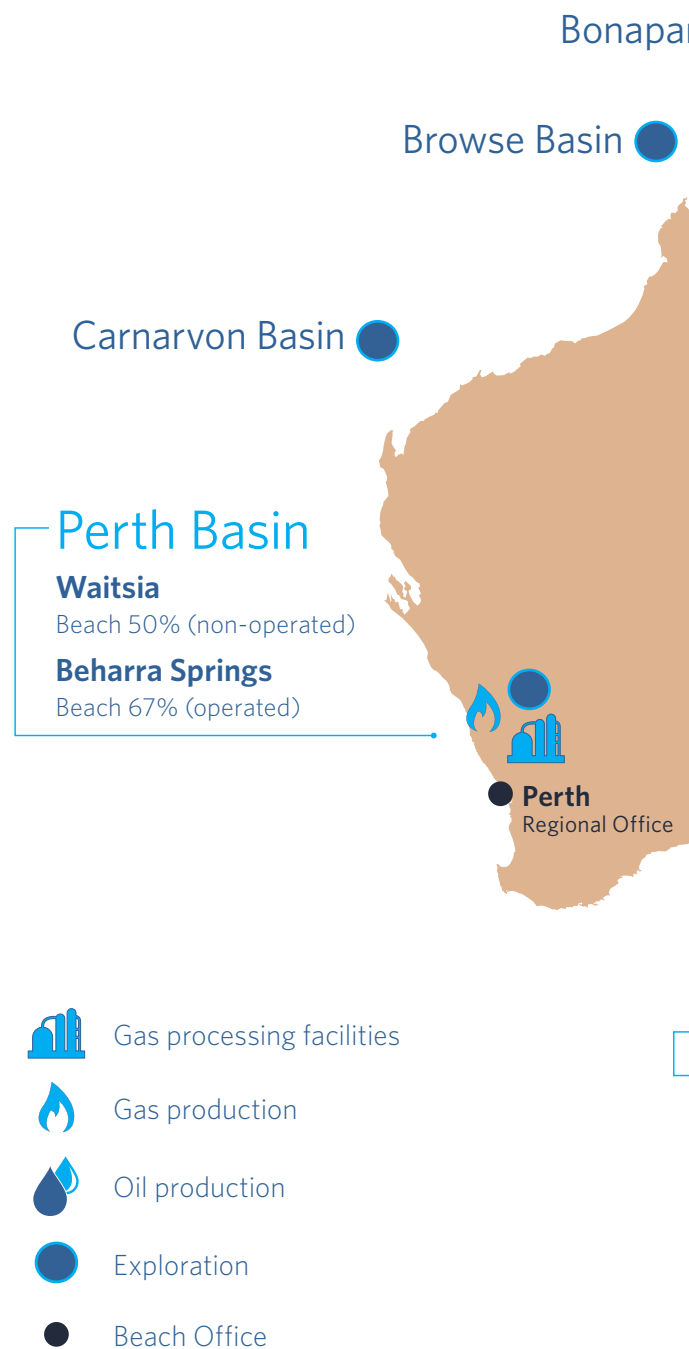 Bonapar
Browse Basin
Carnarvon Basin
Perth Basin
Waitsia
Beach 50% (non-operated)
Beharra Springs
Beach 67% (operated)
Perth
Regional Office
Gas processing facilities
Gas production
Oil production
Exploration
Beach Office